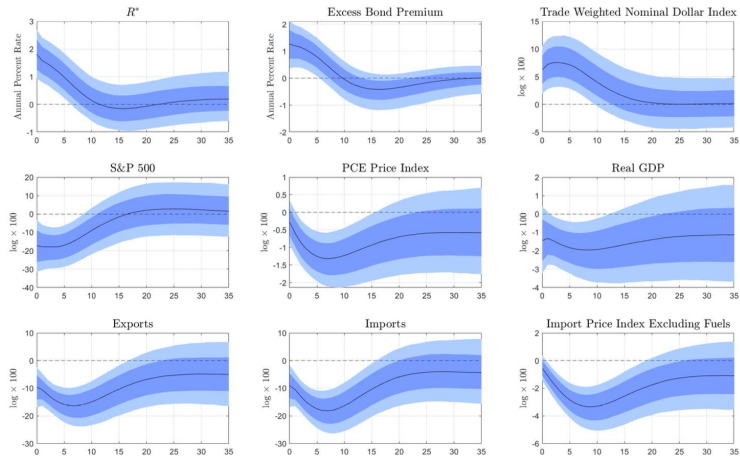 R*
Annual Percent Rate
3
2
1
0
-1
0 5 10 15 20 25 30 35
Excess Bond Premium
Annual Percent Rate
2
1
0
-1
-2
0 5 10 15 20 25 30 35
Trade Weighted Nominal Dollar Index
log × 100
15
10
5
0
-5
0 5 10 15 20 25 30 35
S&P 500
log × 100
20
10
0
-10
-20
-30
-40
0 5 10 15 20 25 30 35
PCE Price Index
log × 100
1
0.5
0
-0.5
-1
-1.5
-2
0 5 10 15 20 25 30 35
Real GDP
log × 100
2
1
0
-1
-2
-3
-4
0 5 10 15 20 25 30 35
Exports
log × 100
10
0
-10
-20
-30
0 5 10 15 20 25 30 35
Imports
log × 100
10
0
-10
-20
-30
0 5 10 15 20 25 30 35
Import Price Index Excluding Fuels
log × 100
2
0
-2
-4
-6
0 5 10 15 20 25 30 35